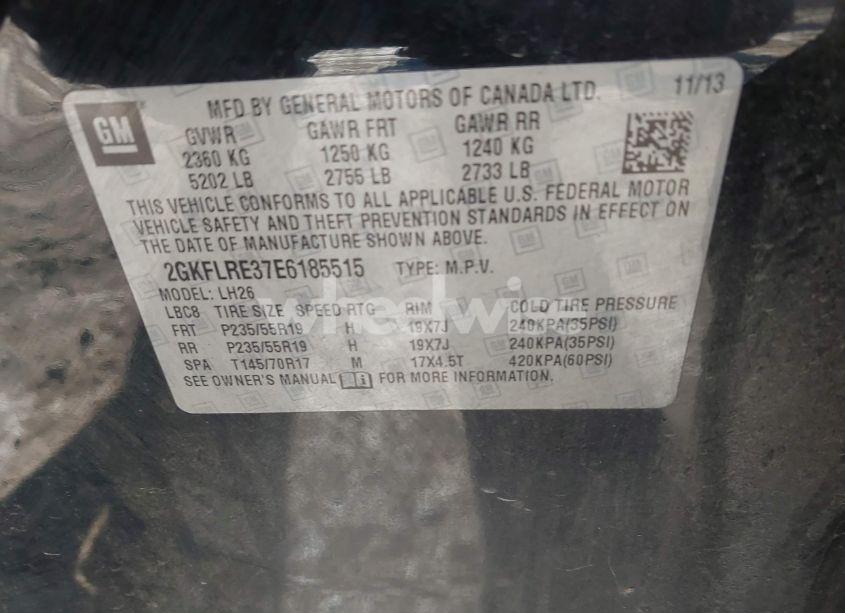 GM
MFD BY GENERAL MOTORS OF CANADA LTD. 11/13
GVWR GAWR FRT GAWR RR
2360 KG 1250 KG 1240 KG
5202 LB 2755 LB 2733 LB
THIS VEHICLE CONFORMS TO ALL APPLICABLE U.S. FEDERAL MOTOR
VEHICLE SAFETY AND THEFT PREVENTION STANDARDS IN EFFECT ON
THE DATE OF MANUFACTURE SHOWN ABOVE.
2GKFLRE37E6185515 TYPE: M.P.V.
MODEL: LH26
LBC8 TIRE SIZE SPEED RTG RIM COLD TIRE PRESSURE
FRT P235/55R19 H 19X7J 240KPA(35PSI)
RR P235/55R19 H 19X7J 240KPA(35PSI)
SPA T145/70R17 M 17X4.5T 420KPA(60PSI)
SEE OWNER'S MANUAL FOR MORE INFORMATION.